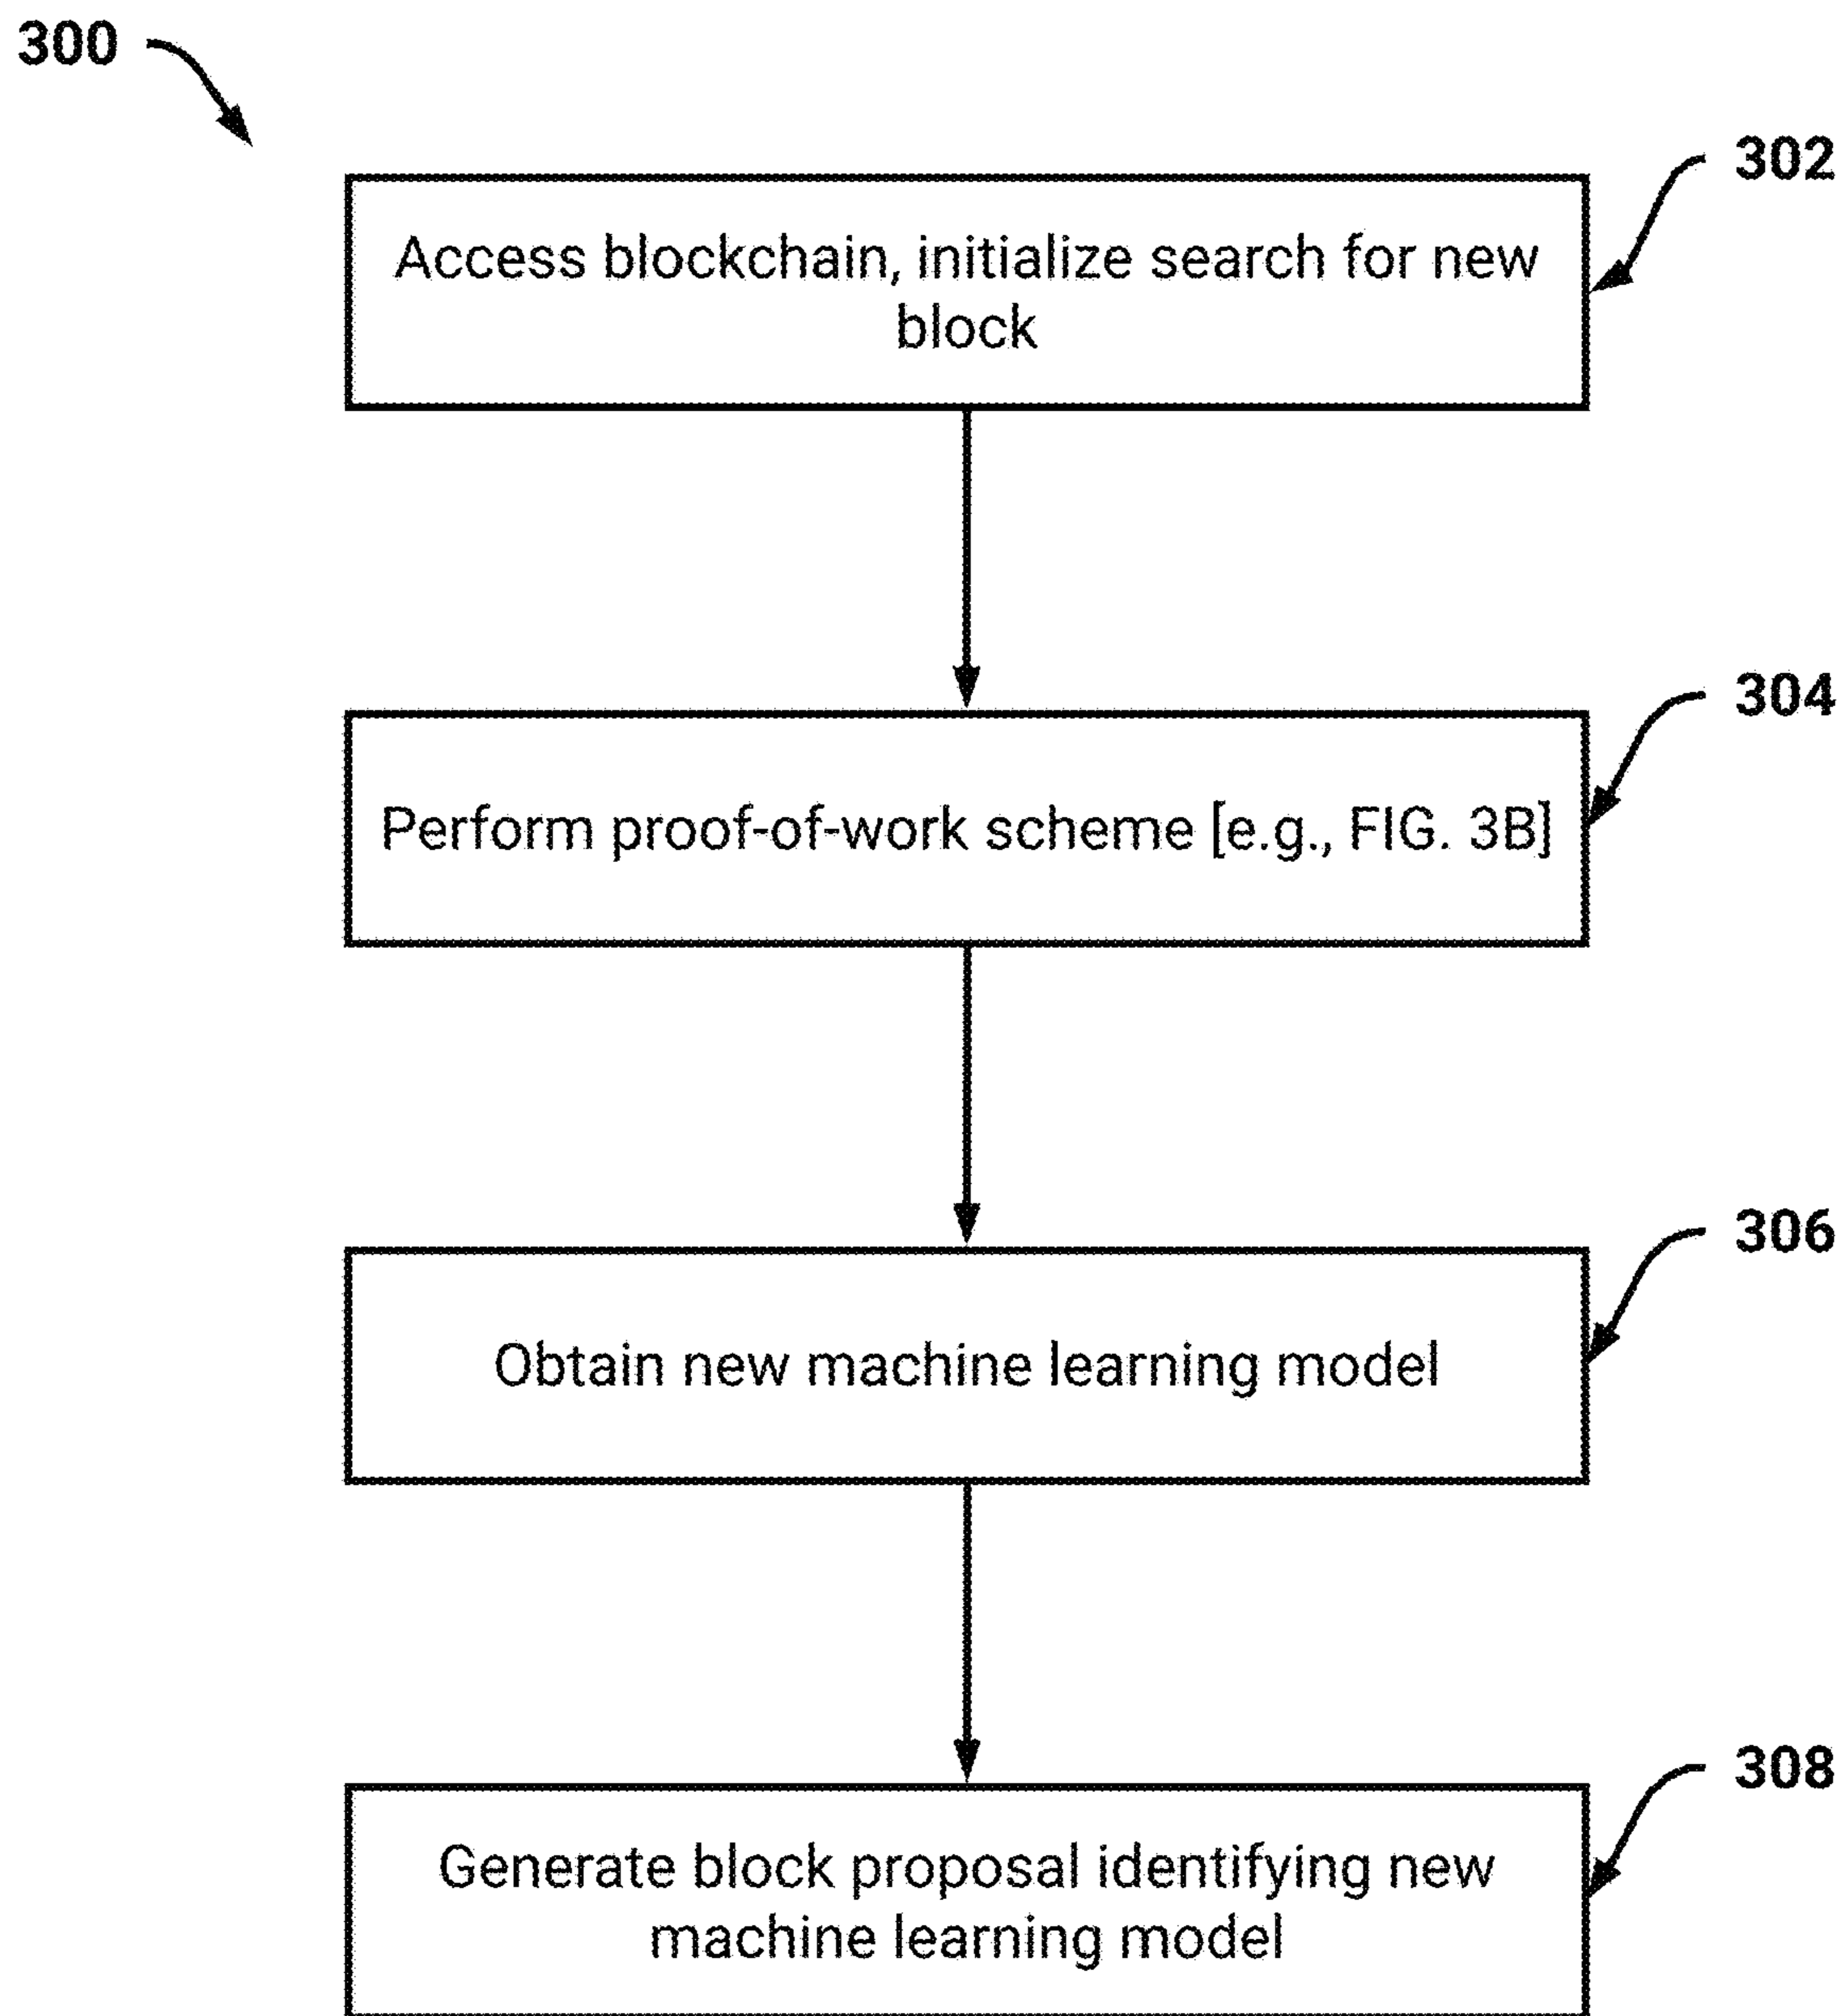 300
302
Access blockchain, initialize search for new
block
304
Perform proof-of-work scheme [e.g., FIG. 3B]
306
Obtain new machine learning model
308
Generate block proposal identifying new
machine learning model